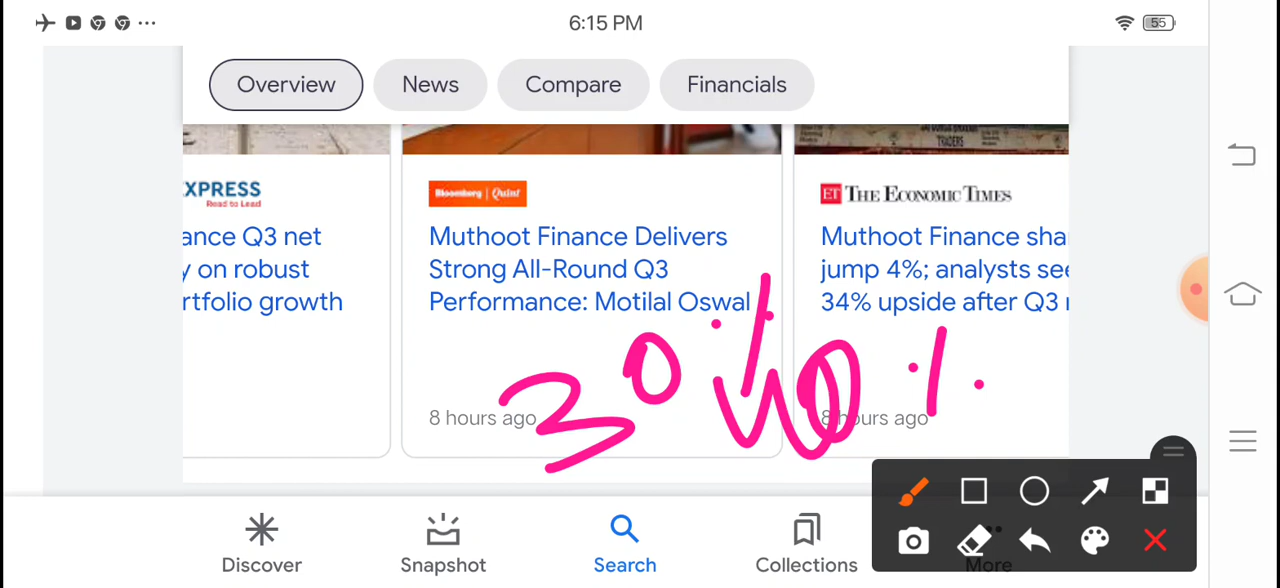 6:15 PM
55
Overview
News
Compare
Financials
TRADERS
XPRESS
Read to Lead
ance Q3 net
y on robust
rtfolio growth
Bloomberg | Quint
Muthoot Finance Delivers
Strong All-Round Q3
Performance: Motilal Oswal
8 hours ago
ET THE ECONOMIC TIMES
Muthoot Finance sha
jump 4%; analysts see
34% upside after Q3
8 hours ago
30% 40%
Discover
Snapshot
Search
Collections
More